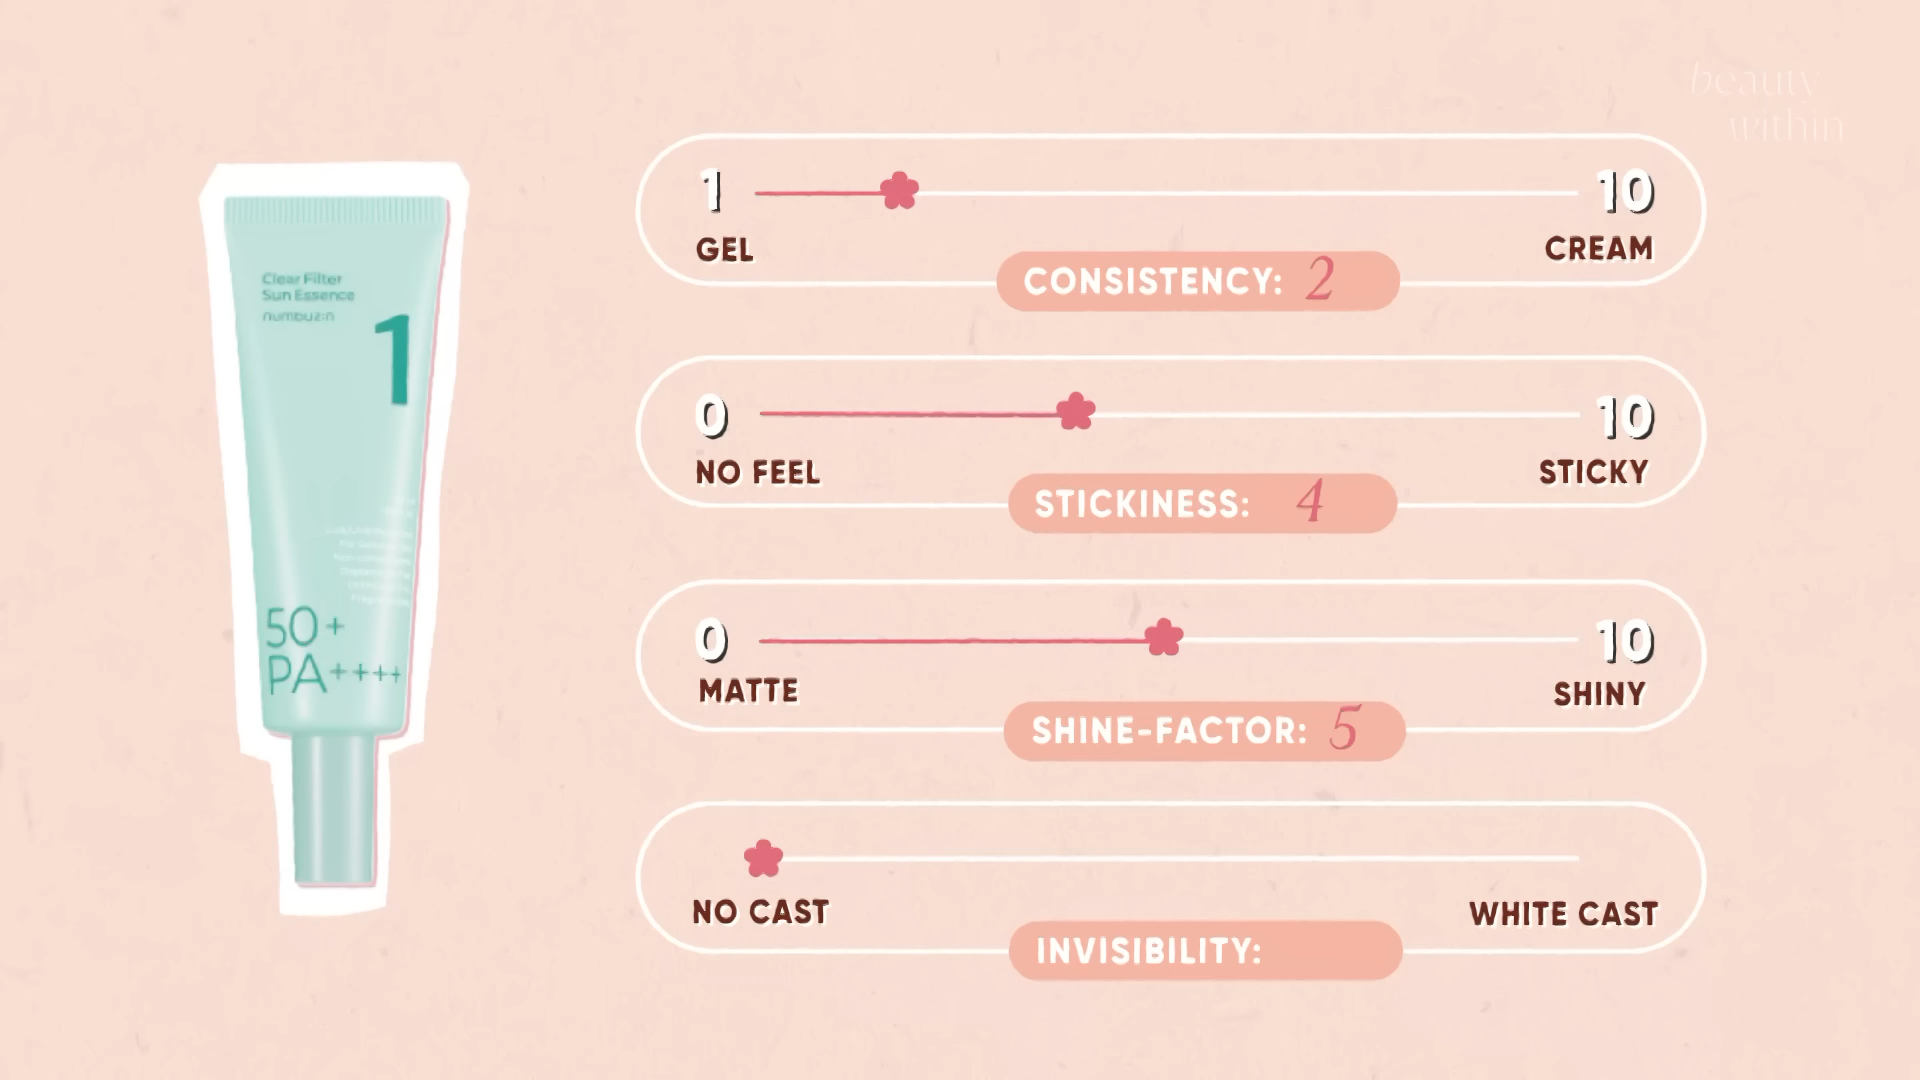 beauty
within
Clear Filter
Sun Essence
numbuz:n
1
50+
PA++++
1 10
GEL CREAM
CONSISTENCY: 2
0 10
NO FEEL STICKY
STICKINESS: 4
0 10
MATTE SHINY
SHINE-FACTOR: 5
NO CAST WHITE CAST
INVISIBILITY: